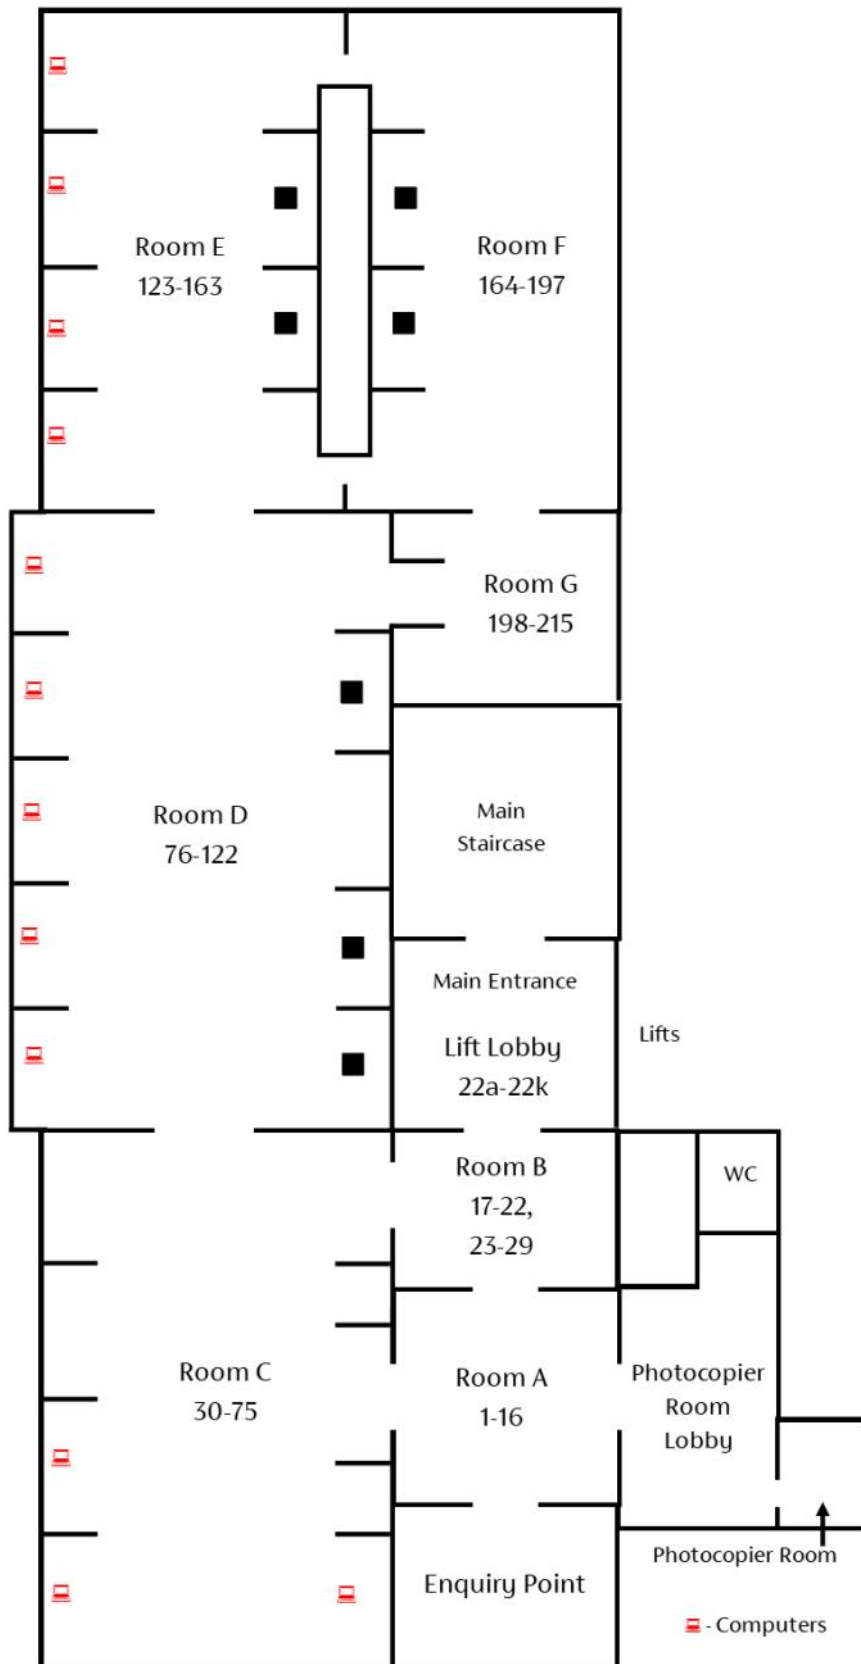 Room E
123-163
Room F
164-197
Room G
198-215
Room D
76-122
Main
Staircase
Main Entrance
Lift Lobby
22a-22k
Lifts
Room B
17-22,
23-29
WC
Room C
30-75
Room A
1-16
Photocopier
Room
Lobby
Photocopier Room
Enquiry Point
- Computers